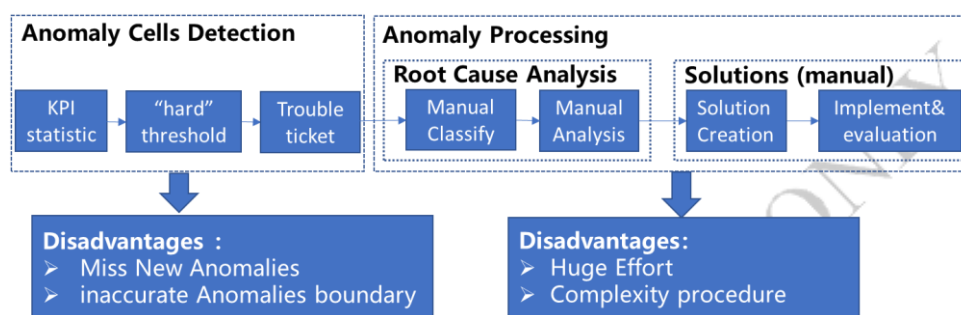 Anomaly Cells Detection
KPI
statistic
“hard”
threshold
Trouble
ticket
Anomaly Processing
Root Cause Analysis
Manual
Classify
Manual
Analysis
Solutions (manual)
Solution
Creation
Implement&
evaluation
Disadvantages :
➢ Miss New Anomalies
➢ inaccurate Anomalies boundary
Disadvantages:
➢ Huge Effort
➢ Complexity procedure